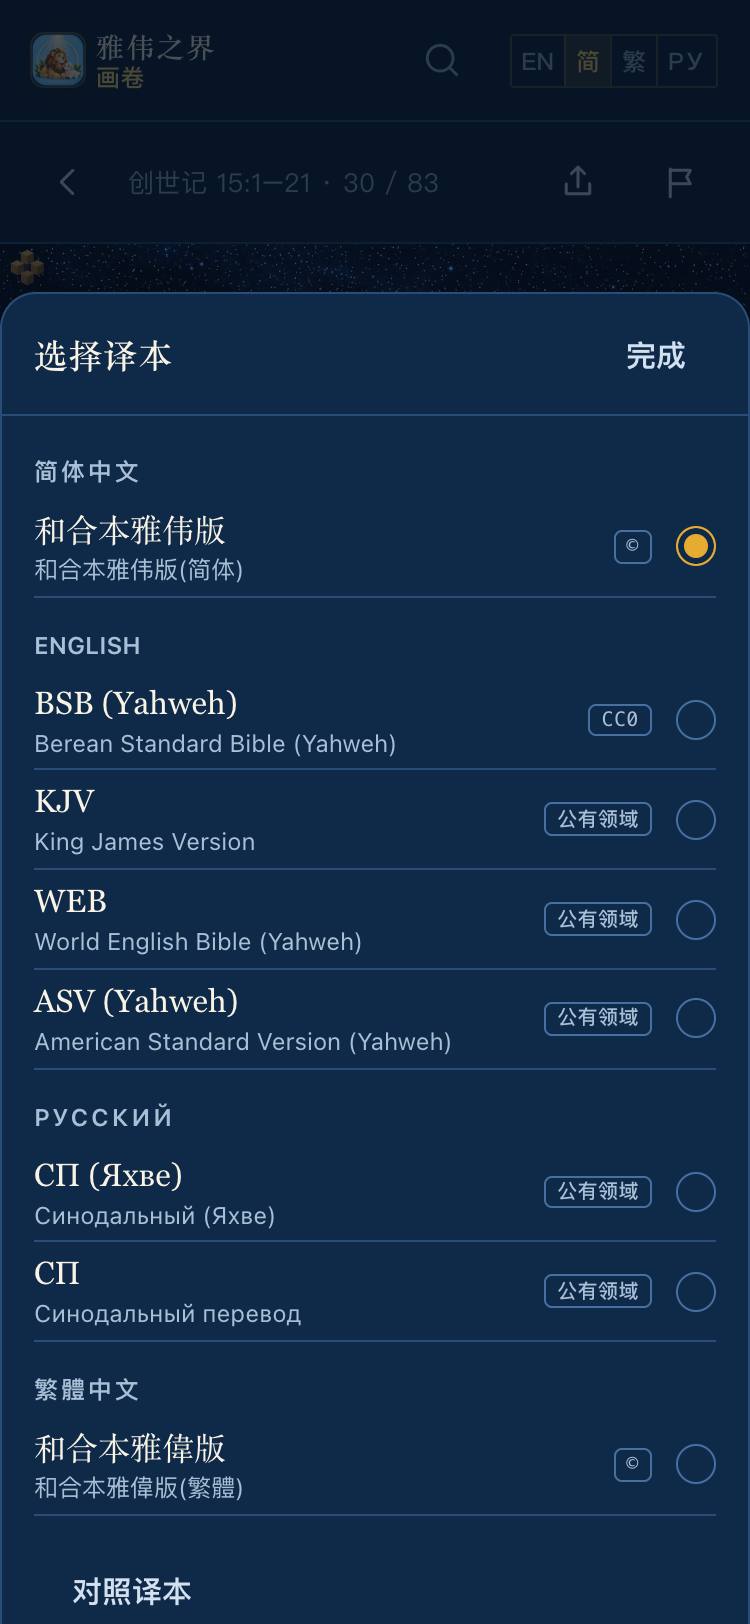 雅伟之界
画卷
EN 简 繁 РУ
创世记 15:1—21 · 30 / 83
选择译本
完成
简体中文
和合本雅伟版
和合本雅伟版(简体)
©
ENGLISH
BSB (Yahweh)
Berean Standard Bible (Yahweh)
CC0
KJV
King James Version
公有领域
WEB
World English Bible (Yahweh)
公有领域
ASV (Yahweh)
American Standard Version (Yahweh)
公有领域
РУССКИЙ
СП (Яхве)
Синодальный (Яхве)
公有领域
СП
Синодальный перевод
公有领域
繁體中文
和合本雅偉版
和合本雅偉版(繁體)
©
对照译本